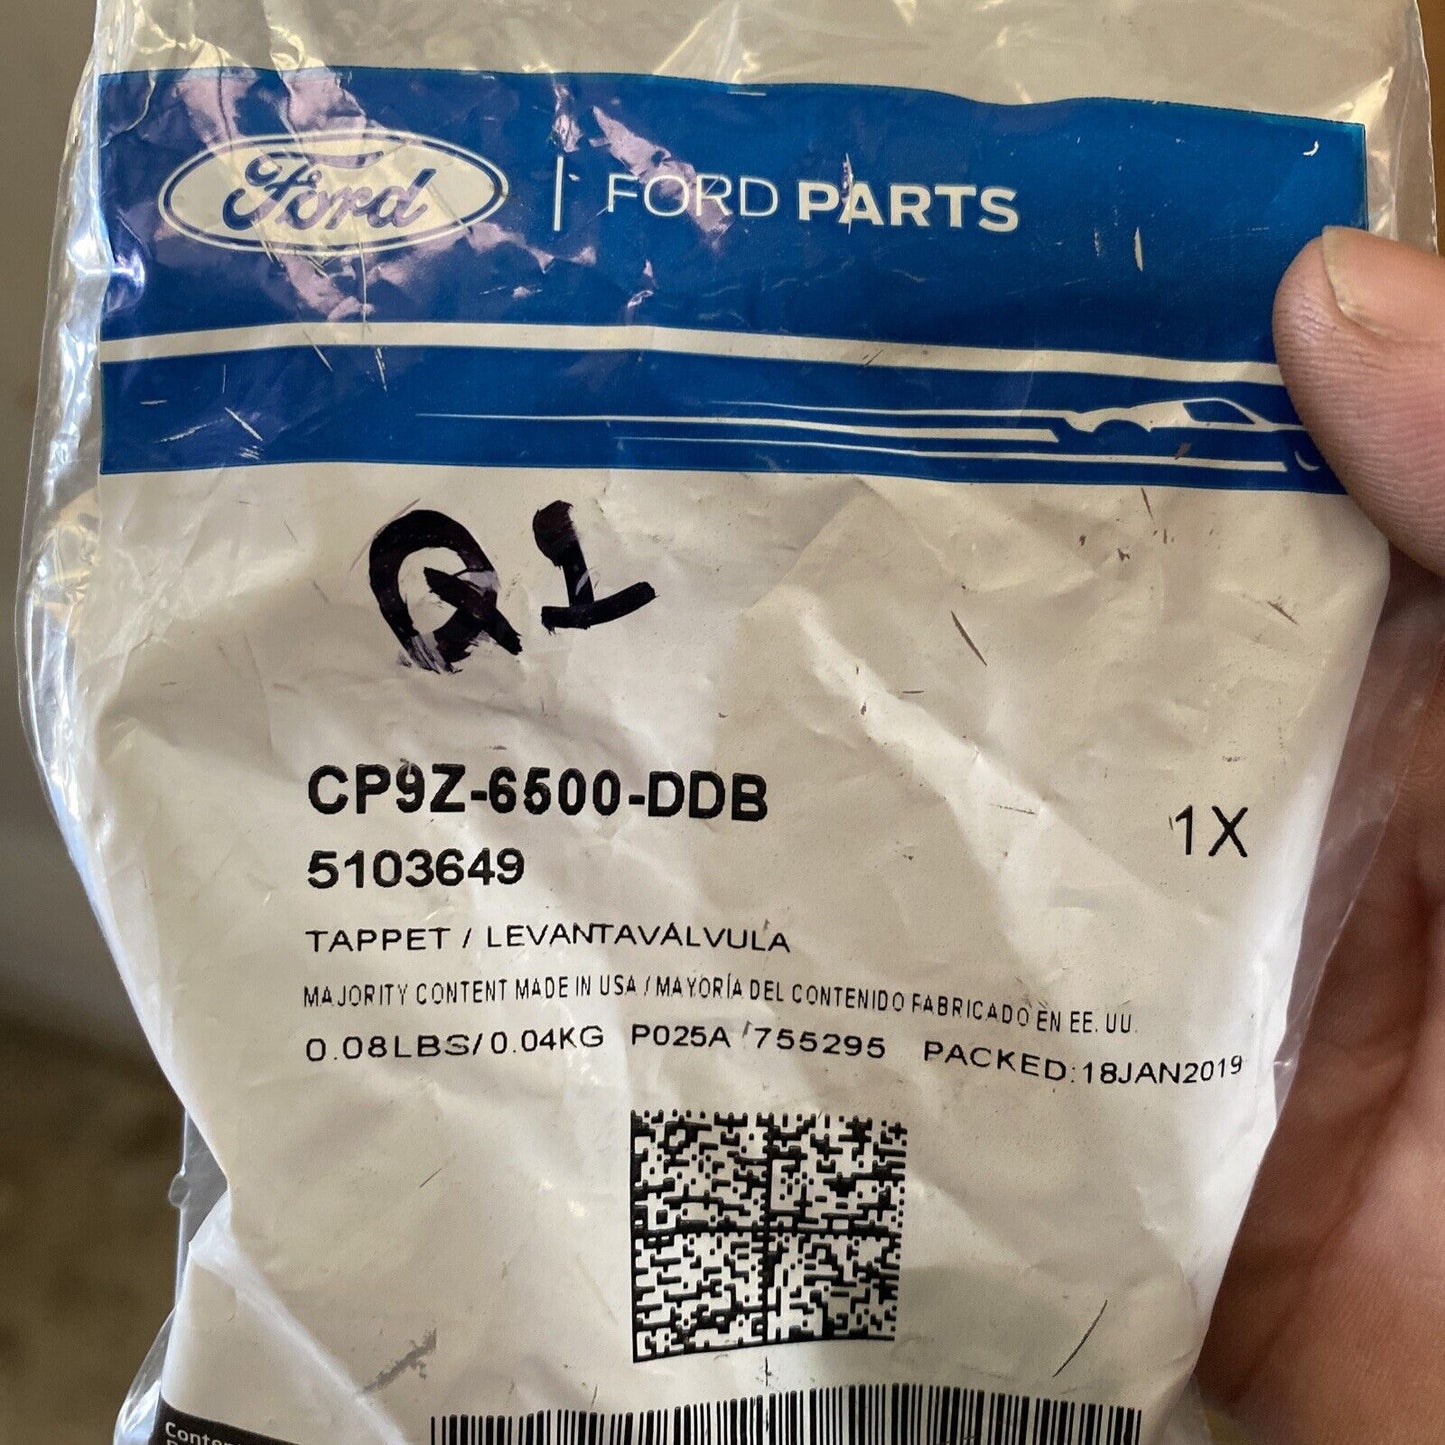 Ford | FORD PARTS
Q1
CP9Z-6500-DDB
1X
5103649
TAPPET / LEVANTAVÁLVULA
MAJORITY CONTENT MADE IN USA / MAYORÍA DEL CONTENIDO FABRICADO EN EE. UU.
0.08LBS/0.04KG P025A 755295 PACKED:18JAN2019